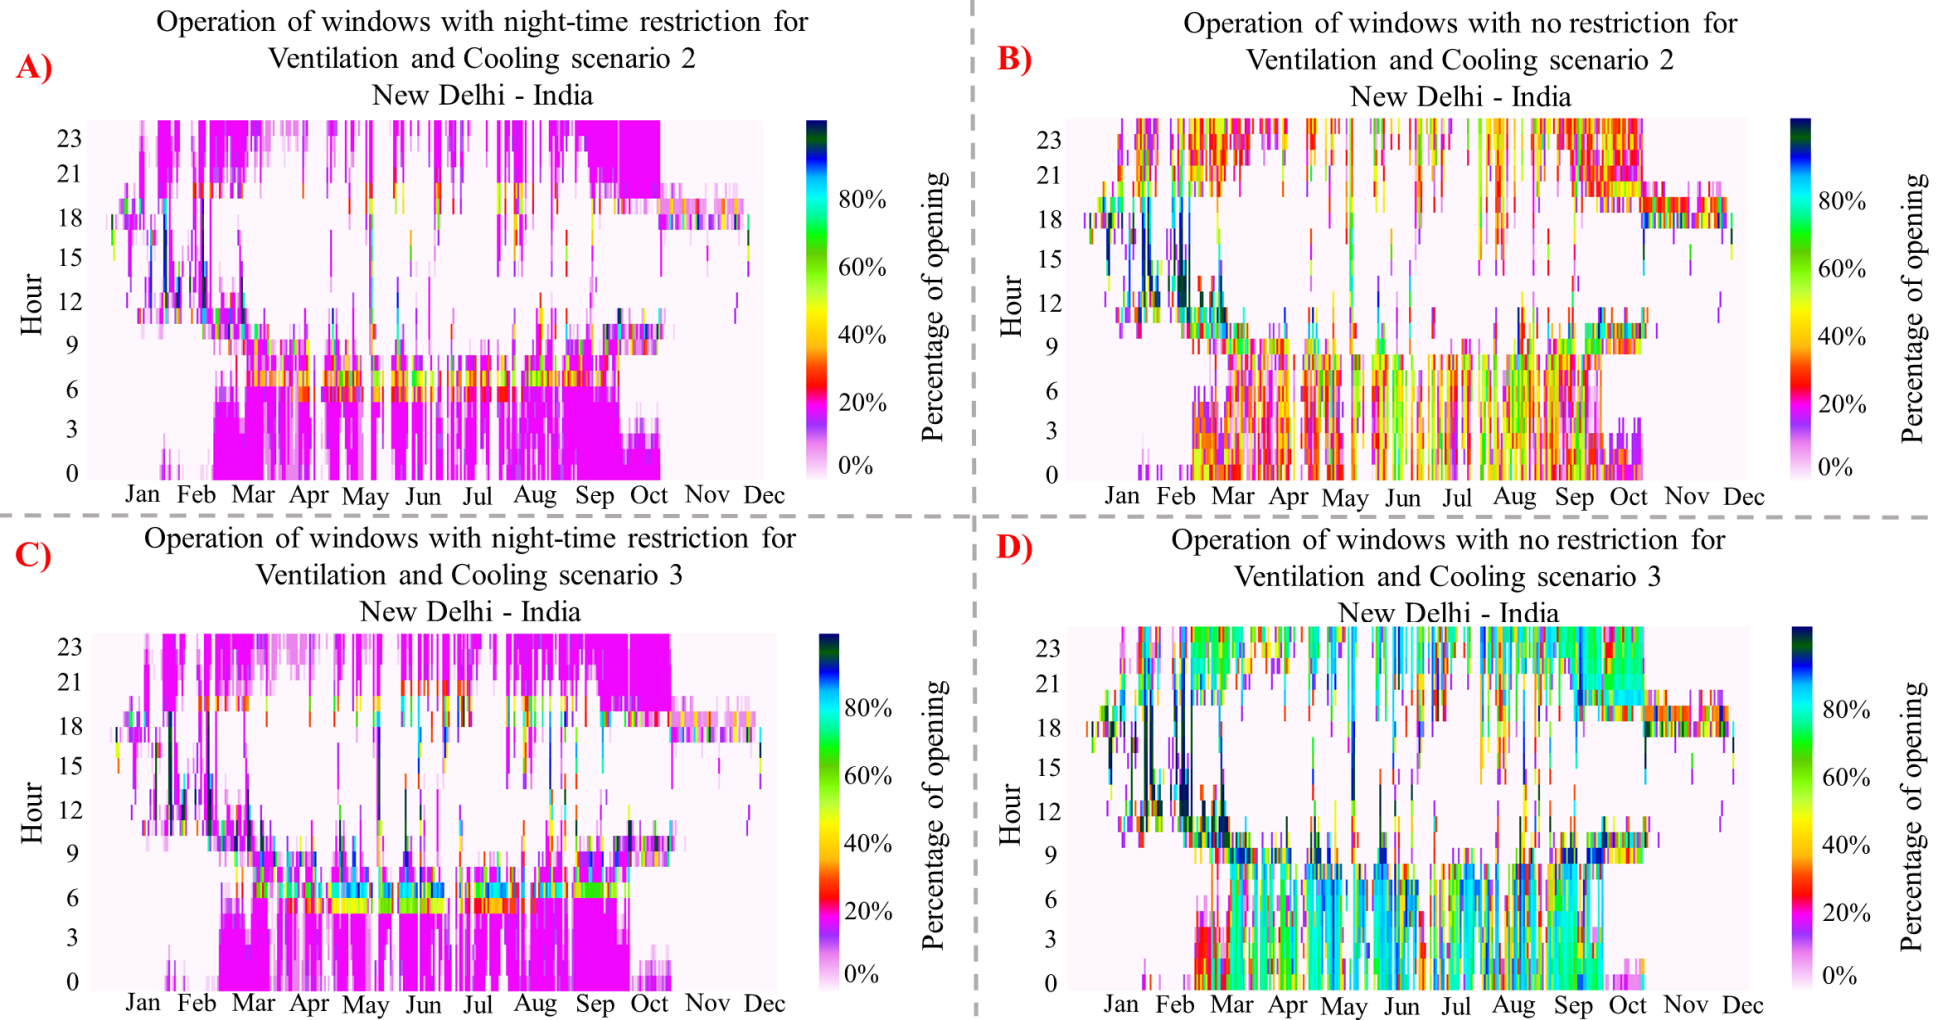 A)
Operation of windows with night-time restriction for
Ventilation and Cooling scenario 2
New Delhi - India
Hour
23
21
18
15
12
9
6
3
0
Jan Feb Mar Apr May Jun Jul Aug Sep Oct Nov Dec
80%
60%
40%
20%
0%
Percentage of opening
B)
Operation of windows with no restriction for
Ventilation and Cooling scenario 2
New Delhi - India
Hour
23
21
18
15
12
9
6
3
0
Jan Feb Mar Apr May Jun Jul Aug Sep Oct Nov Dec
80%
60%
40%
20%
0%
Percentage of opening
C)
Operation of windows with night-time restriction for
Ventilation and Cooling scenario 3
New Delhi - India
Hour
23
21
18
15
12
9
6
3
0
Jan Feb Mar Apr May Jun Jul Aug Sep Oct Nov Dec
80%
60%
40%
20%
0%
Percentage of opening
D)
Operation of windows with no restriction for
Ventilation and Cooling scenario 3
New Delhi - India
Hour
23
21
18
15
12
9
6
3
0
Jan Feb Mar Apr May Jun Jul Aug Sep Oct Nov Dec
80%
60%
40%
20%
0%
Percentage of opening